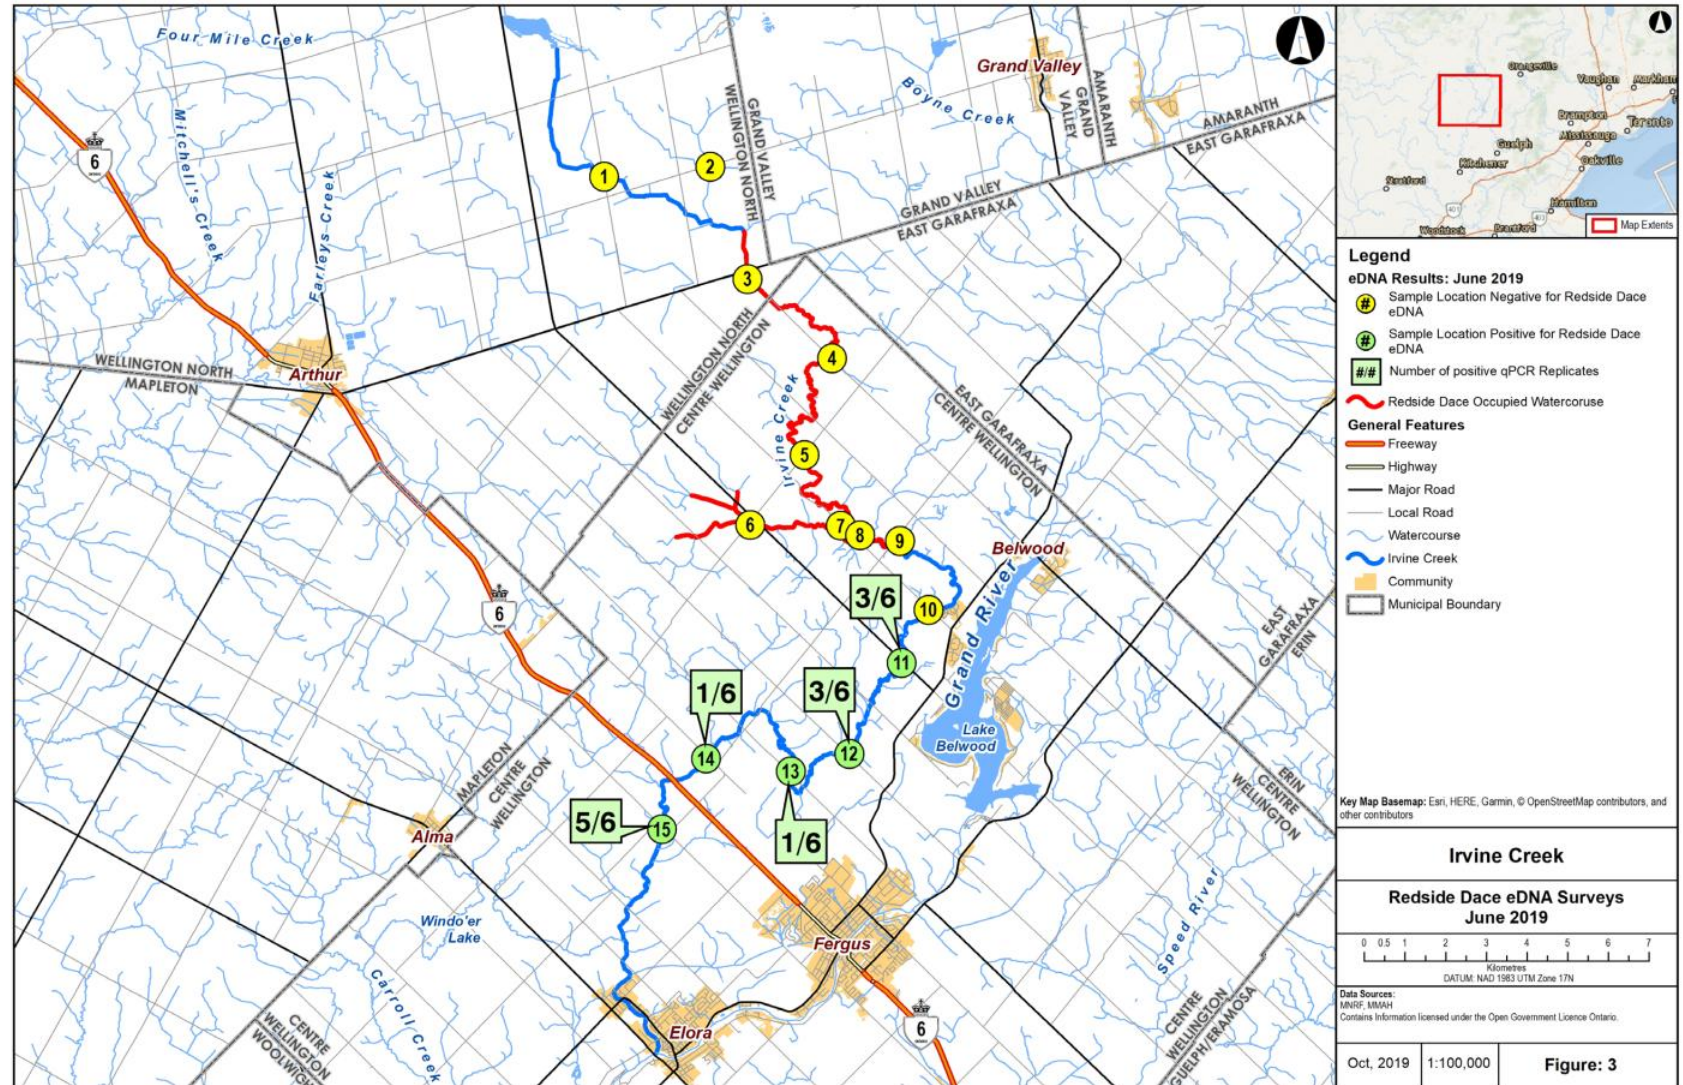 Four Mile Creek
Mitchell's Creek
Farleys Creek
6
WELLINGTON NORTH
MAPLETON
Arthur
GRAND VALLEY
WELLINGTON NORTH
Boyne Creek
Grand Valley
AMARANTH
GRAND
VALLEY
AMARANTH
EAST GARAFRAXA
GRAND VALLEY
EAST GARAFRAXA
1
2
3
4
5
6
7
8
9
10
11
12
13
14
15
WELLINGTON NORTH
CENTRE WELLINGTON
Irvine Creek
EAST GARAFRAXA
CENTRE WELLINGTON
Belwood
Grand River
Lake
Belwood
EAST
GARAFRAXA
ERIN
ERIN
CENTRE
WELLINGTON
3/6
3/6
1/6
1/6
5/6
6
MAPLETON
CENTRE
WELLINGTON
Alma
Windo'er
Lake
Carroll Creek
CENTRE
WELLINGTON
Elora
Fergus
6
Speed River
CENTRE
WELLINGTON
GUELPH/ERAMOSA
Orangeville
Vaughan
Brampton
Toronto
Mississauga
Guelph
Oakville
Kitchener
Stratford
Hamilton
Woodstock
Brantford
401
403
Map Extents
Legend
eDNA Results: June 2019
# Sample Location Negative for Redside Dace
eDNA
# Sample Location Positive for Redside Dace
eDNA
#/# Number of positive qPCR Replicates
Redside Dace Occupied Watercoruse
General Features
Freeway
Highway
Major Road
Local Road
Watercourse
Irvine Creek
Community
Municipal Boundary
Key Map Basemap: Esri, HERE, Garmin, © OpenStreetMap contributors, and
other contributors
Irvine Creek
Redside Dace eDNA Surveys
June 2019
0 0.5 1 2 3 4 5 6 7
Kilometres
DATUM: NAD 1983 UTM Zone 17N
Data Sources:
MNRF, MMAH
Contains Information licensed under the Open Government Licence Ontario.
Oct, 2019
1:100,000
Figure: 3